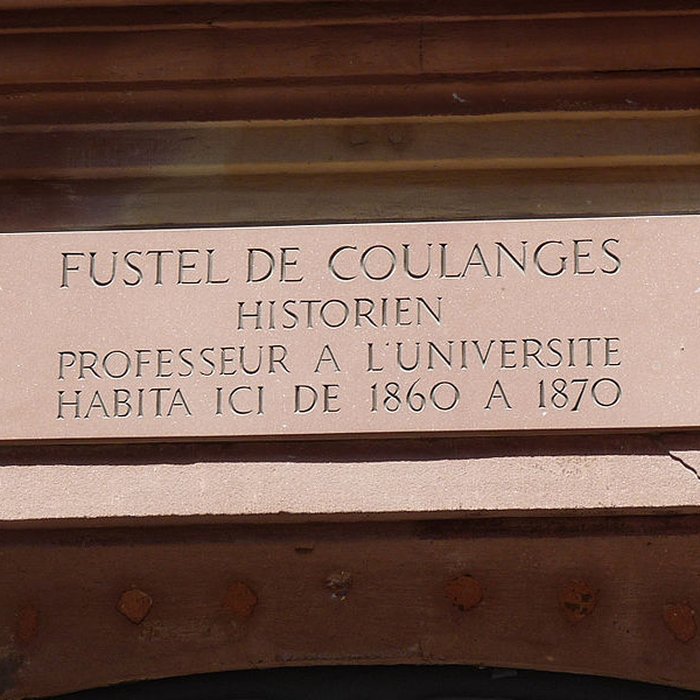 FUSTEL DE COULANGES
HISTORIEN
PROFESSEUR A L'UNIVERSITE
HABITA ICI DE 1860 A 1870